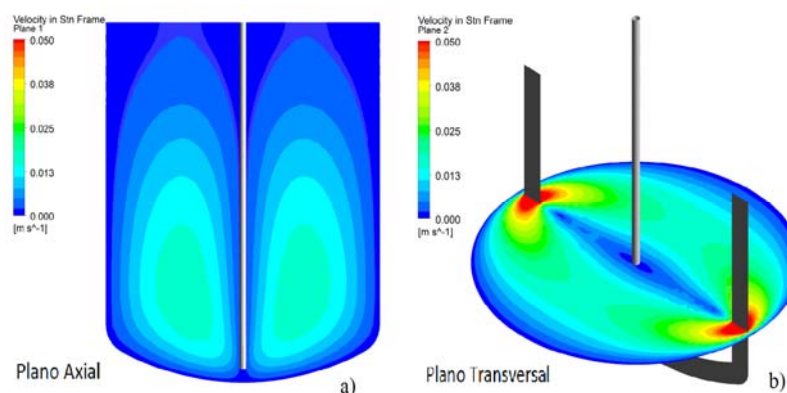 Velocity in Stn Frame
Plane 1
0.050
0.038
0.025
0.013
0.000
[m s^-1]
Plano Axial
a)
Velocity in Stn Frame
Plane 2
0.050
0.038
0.025
0.013
0.000
[m s^-1]
Plano Transversal
b)